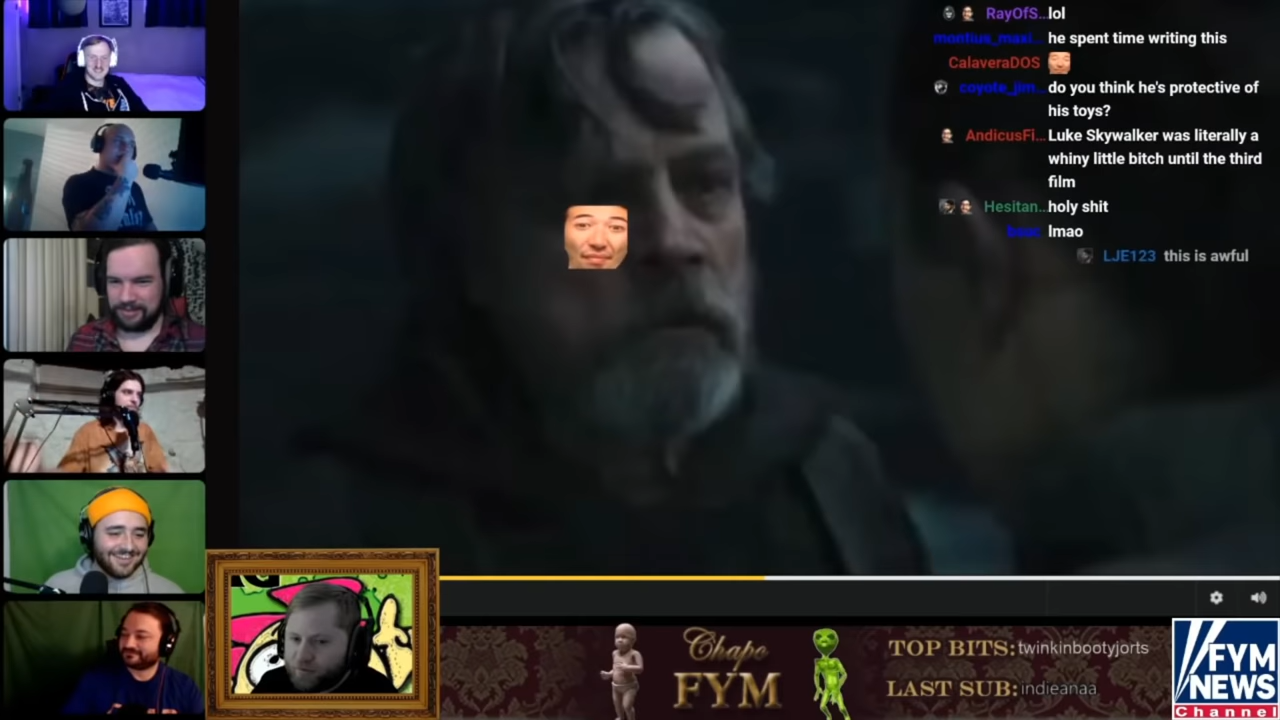 RayOfS... lol
he spent time writing this
CalaveraDOS
coyote_jim... do you think he's protective of
his toys?
AndicusFi... Luke Skywalker was literally a
whiny little bitch until the third
film
Hesitan... holy shit
lmao
LJE123 this is awful
Chapo
FYM
TOP BITS: twinkinbootyjorts
LAST SUB: indieanaa
FYM
NEWS
Channel